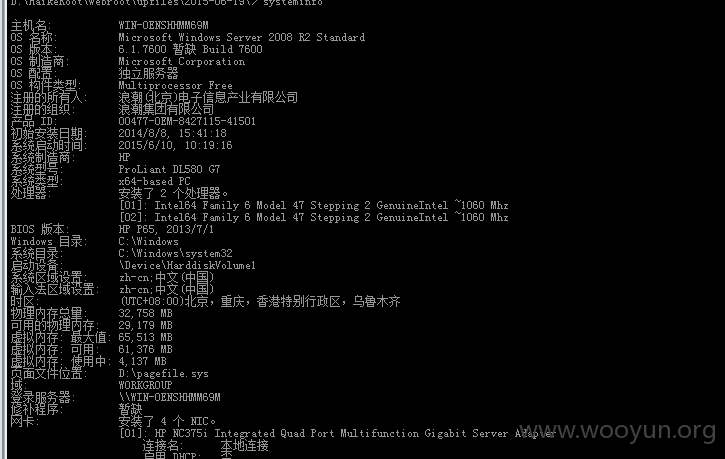 D:\HaikeRoot\webroot\upfiles\2015-06-19\> systeminfo
主机名: WIN-OENSHHMM69M
OS 名称: Microsoft Windows Server 2008 R2 Standard
OS 版本: 6.1.7600 暂缺 Build 7600
OS 制造商: Microsoft Corporation
OS 配置: 独立服务器
OS 构件类型: Multiprocessor Free
注册的所有人: 浪潮(北京)电子信息产业有限公司
注册的组织: 浪潮集团有限公司
产品 ID: 00477-OEM-8427115-41501
初始安装日期: 2014/8/8, 15:41:18
系统启动时间: 2015/6/10, 10:19:16
系统制造商: HP
系统型号: ProLiant DL580 G7
系统类型: x64-based PC
处理器: 安装了 2 个处理器。
[01]: Intel64 Family 6 Model 47 Stepping 2 GenuineIntel ~1060 Mhz
[02]: Intel64 Family 6 Model 47 Stepping 2 GenuineIntel ~1060 Mhz
BIOS 版本: HP P65, 2013/7/1
Windows 目录: C:\Windows
系统目录: C:\Windows\system32
启动设备: \Device\HarddiskVolume1
系统区域设置: zh-cn;中文(中国)
输入法区域设置: zh-cn;中文(中国)
时区: (UTC+08:00)北京，重庆，香港特别行政区，乌鲁木齐
物理内存总量: 32,758 MB
可用的物理内存: 29,179 MB
虚拟内存: 最大值: 65,513 MB
虚拟内存: 可用: 61,376 MB
虚拟内存: 使用中: 4,137 MB
页面文件位置: D:\pagefile.sys
域: WORKGROUP
登录服务器: \\WIN-OENSHHMM69M
修补程序: 暂缺
网卡: 安装了 4 个 NIC。
[01]: HP NC375i Integrated Quad Port Multifunction Gigabit Server Adapter
连接名: 本地连接
启用 DHCP: 否
www.wooyun.org